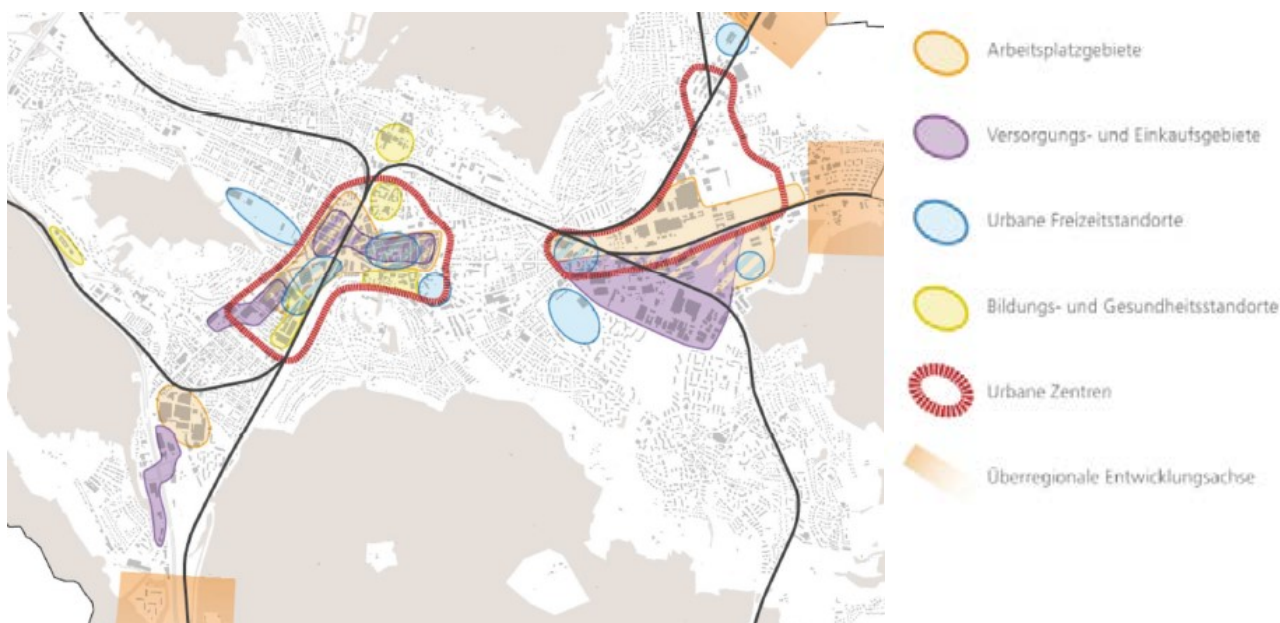 Arbeitsplatzgebiete
Versorgungs- und Einkaufsgebiete
Urbane Freizeitstandorte
Bildungs- und Gesundheitsstandorte
Urbane Zentren
Überregionale Entwicklungsachse